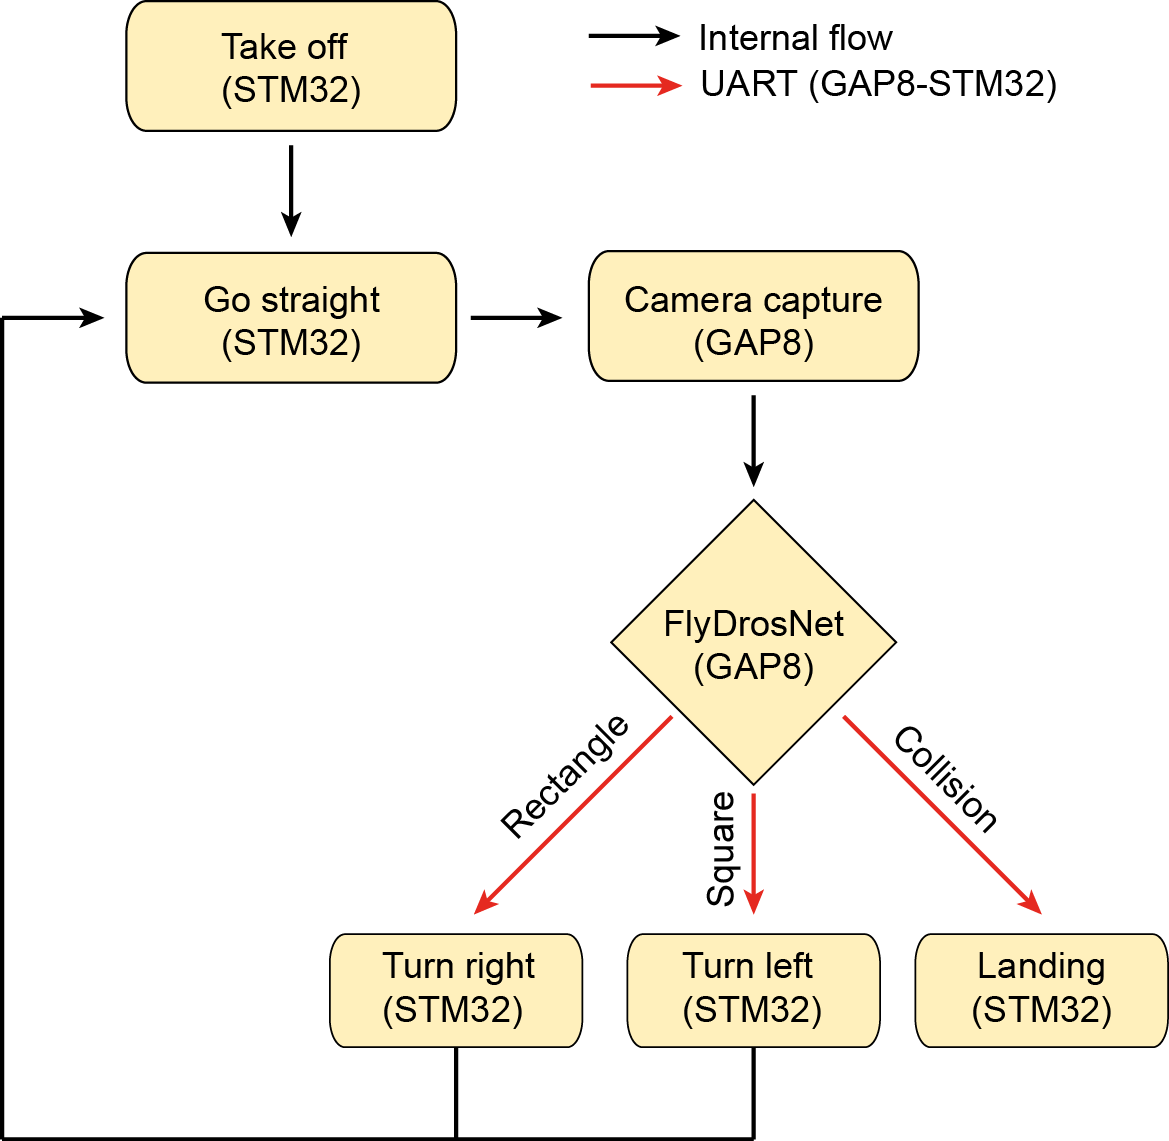 Take off
(STM32)
Internal flow
UART (GAP8-STM32)
Go straight
(STM32)
Camera capture
(GAP8)
FlyDrosNet
(GAP8)
Rectangle
Square
Collision
Turn right
(STM32)
Turn left
(STM32)
Landing
(STM32)